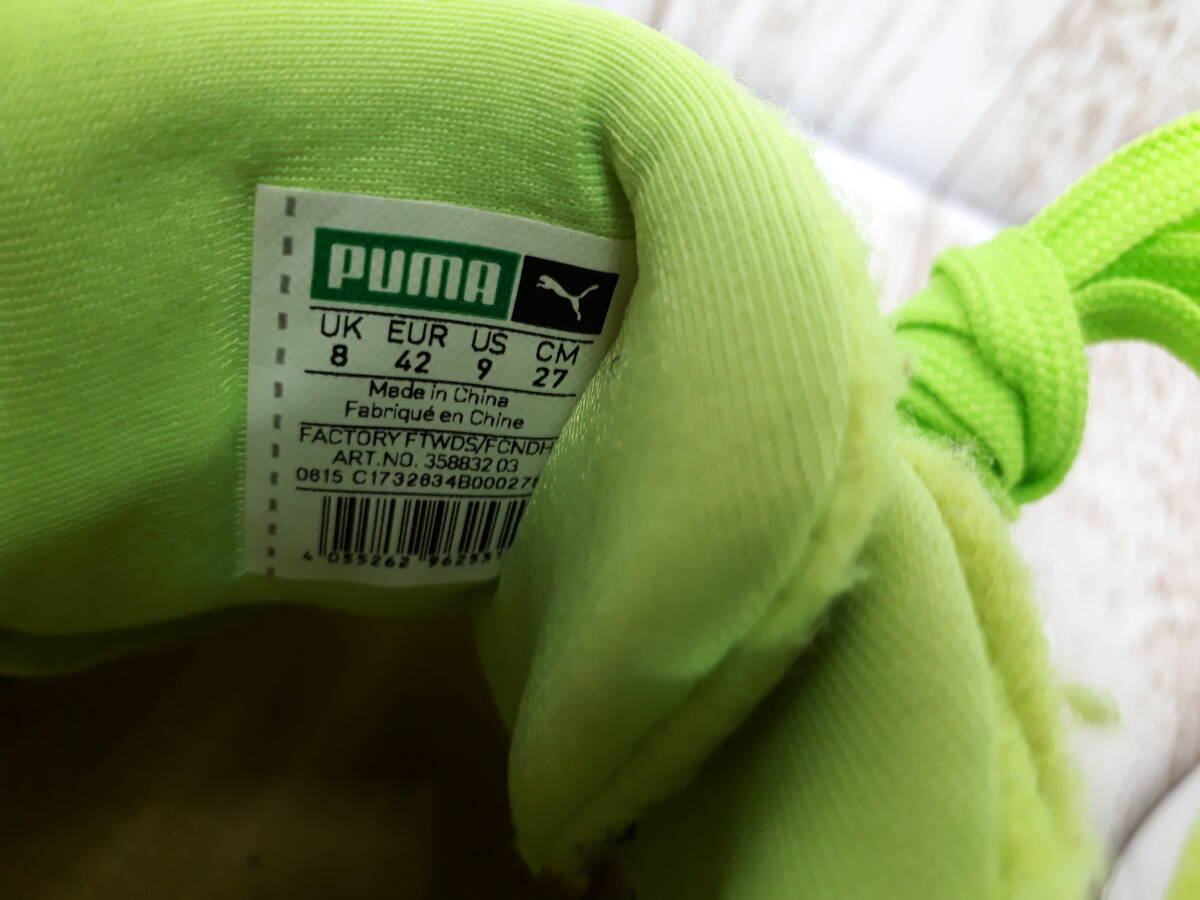 PUMA
UK EUR US CM
8 42 9 27
Made in China
Fabriqué en Chine
FACTORY FTWDS/FCNDH
ART.NO. 358832 03
0615 C1732634B00027
4 055262 96255